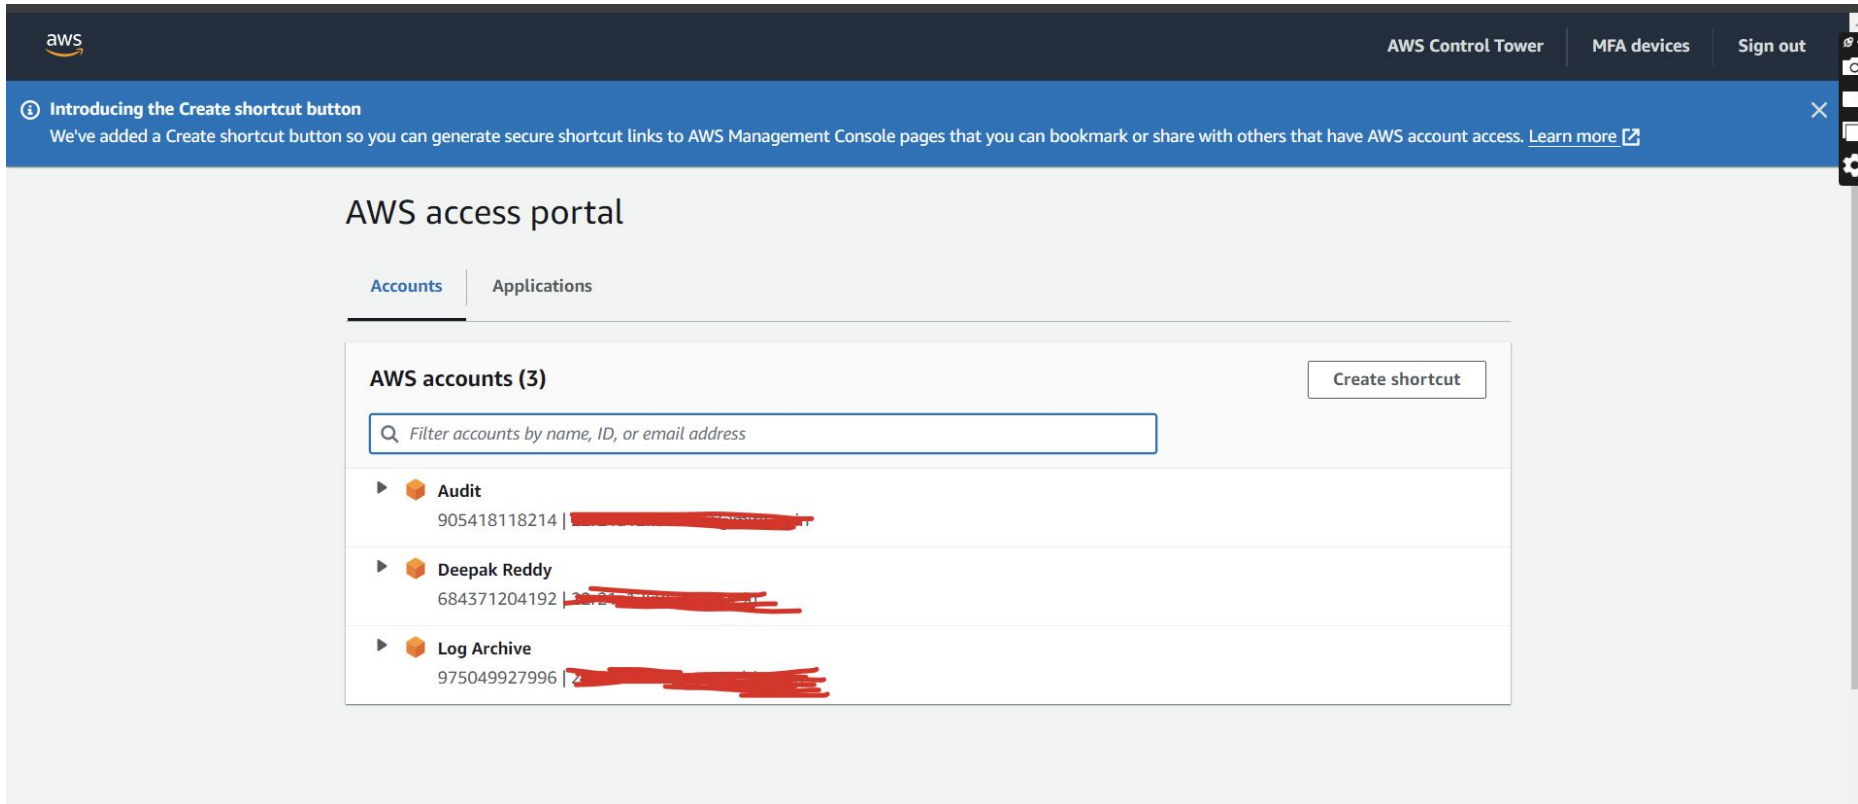 aws
AWS Control Tower
MFA devices
Sign out
Introducing the Create shortcut button
We've added a Create shortcut button so you can generate secure shortcut links to AWS Management Console pages that you can bookmark or share with others that have AWS account access. Learn more
AWS access portal
Accounts
Applications
AWS accounts (3)
Create shortcut
Filter accounts by name, ID, or email address
Audit
905418118214 |
Deepak Reddy
684371204192 |
Log Archive
975049927996 |